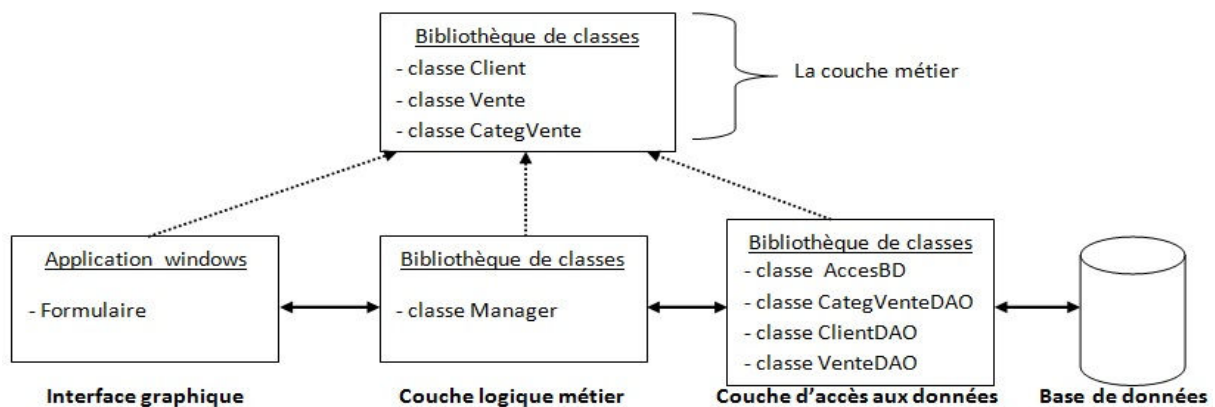 Bibliothèque de classes
- classe Client
- classe Vente
- classe CategVente
La couche métier
Application windows
- Formulaire
Bibliothèque de classes
- classe Manager
Bibliothèque de classes
- classe AccesBD
- classe CategVenteDAO
- classe ClientDAO
- classe VenteDAO
Interface graphique
Couche logique métier
Couche d'accès aux données
Base de données